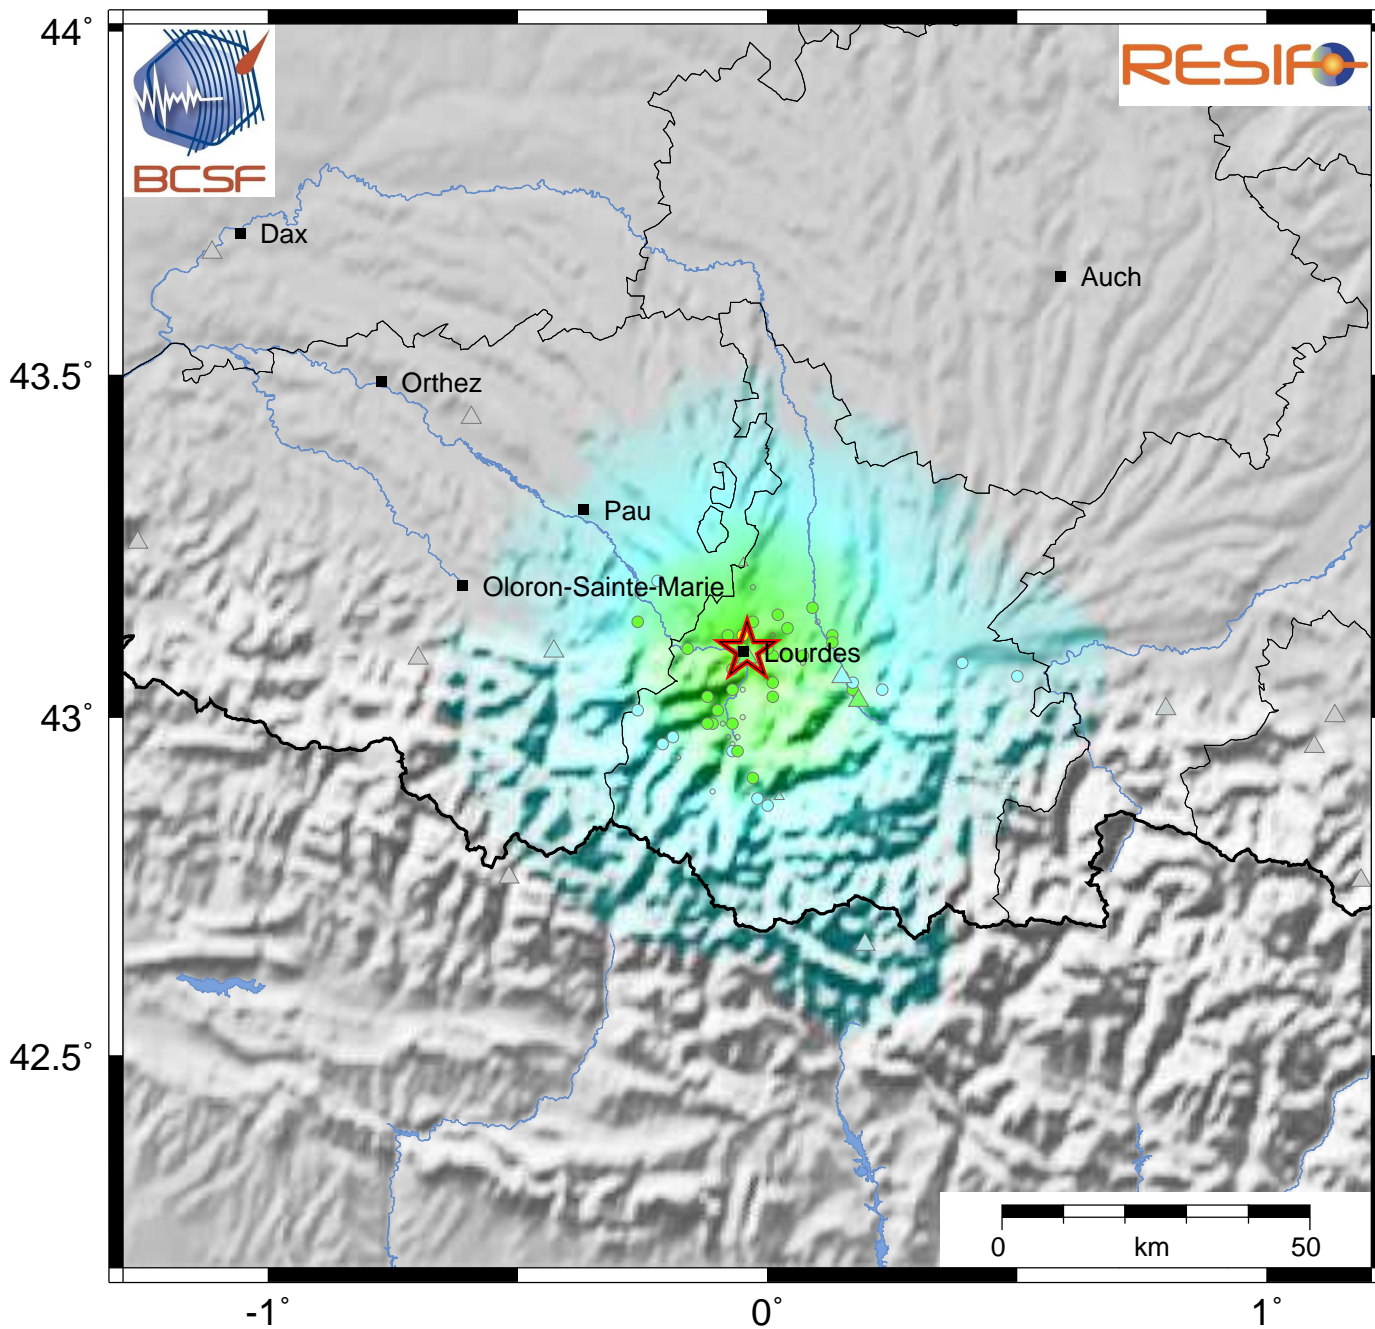 44°
BCSF
RESIF
Dax
Auch
43.5°
Orthez
Pau
Oloron-Sainte-Marie
Lourdes
43°
42.5°
0 km 50
-1° 0° 1°